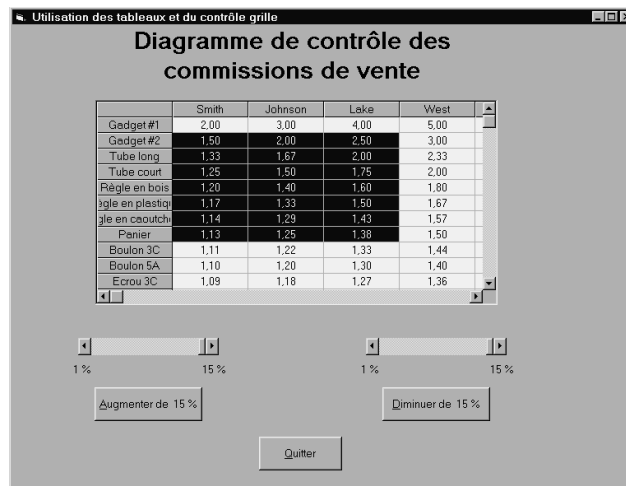 Utilisation des tableaux et du contrôle grille
Diagramme de contrôle des
commissions de vente
Smith Johnson Lake West
Gadget #1 2,00 3,00 4,00 5,00
Gadget #2 1,50 2,00 2,50 3,00
Tube long 1,33 1,67 2,00 2,33
Tube court 1,25 1,50 1,75 2,00
Règle en bois 1,20 1,40 1,60 1,80
ègle en plastiqu 1,17 1,33 1,50 1,67
gle en caoutch 1,14 1,29 1,43 1,57
Panier 1,13 1,25 1,38 1,50
Boulon 3C 1,11 1,22 1,33 1,44
Boulon 5A 1,10 1,20 1,30 1,40
Ecrou 3C 1,09 1,18 1,27 1,36
1 % 15 % 1 % 15 %
Augmenter de 15 % Diminuer de 15 %
Quitter